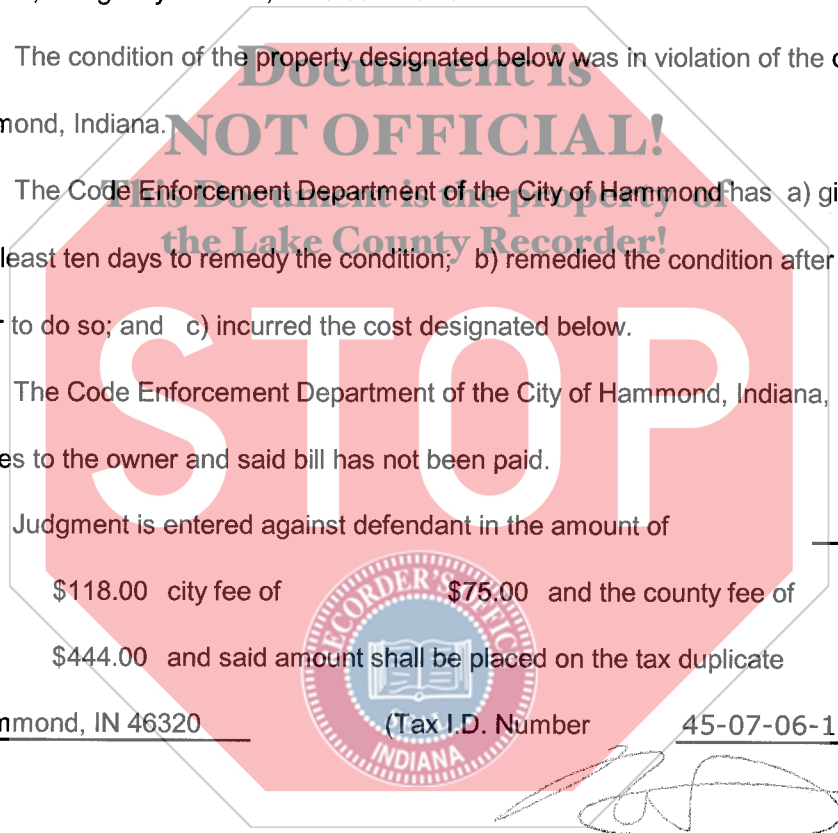 The condition of the property designated below was in violation of the
Document is
mond, Indiana.
NOT OFFICIAL!
The Code Enforcement Department of the City of Hammond has a) gi
This Document is the property of
the Lake County Recorder!
least ten days to remedy the condition; b) remedied the condition after
to do so; and c) incurred the cost designated below.
STOP
The Code Enforcement Department of the City of Hammond, Indiana,
es to the owner and said bill has not been paid.
Judgment is entered against defendant in the amount of
$118.00 city fee of $75.00 and the county fee of
RECORDER'S OFFICE
$444.00 and said amount shall be placed on the tax duplicate
mmond, IN 46320 (Tax I.D. Number 45-07-06-1
INDIANA